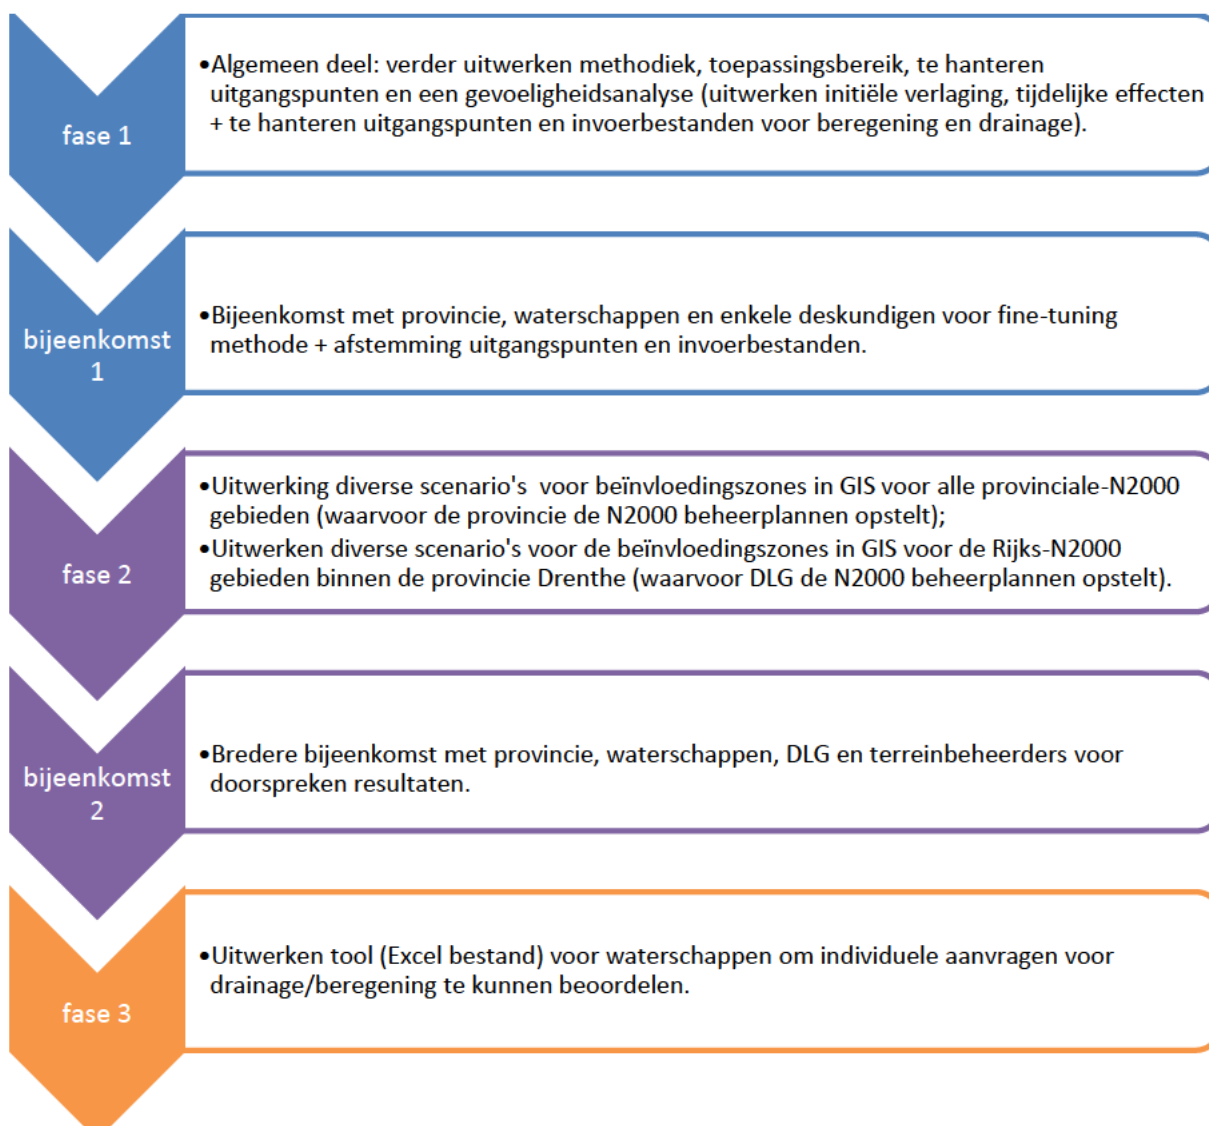 •Algemeen deel: verder uitwerken methodiek, toepassingsbereik, te hanteren
uitgangspunten en een gevoeligheidsanalyse (uitwerken initiële verlaging, tijdelijke effecten
+ te hanteren uitgangspunten en invoerbestanden voor beregening en drainage).
fase 1
•Bijeenkomst met provincie, waterschappen en enkele deskundigen voor fine-tuning
methode + afstemming uitgangspunten en invoerbestanden.
bijeenkomst
1
•Uitwerking diverse scenario's  voor beïnvloedingszones in GIS voor alle provinciale-N2000
gebieden (waarvoor de provincie de N2000 beheerplannen opstelt);
•Uitwerken diverse scenario's voor de beïnvloedingszones in GIS voor de Rijks-N2000
gebieden binnen de provincie Drenthe (waarvoor DLG de N2000 beheerplannen opstelt).
fase 2
•Bredere bijeenkomst met provincie, waterschappen, DLG en terreinbeheerders voor
doorspreken resultaten.
bijeenkomst
2
•Uitwerken tool (Excel bestand) voor waterschappen om individuele aanvragen voor
drainage/beregening te kunnen beoordelen.
fase 3